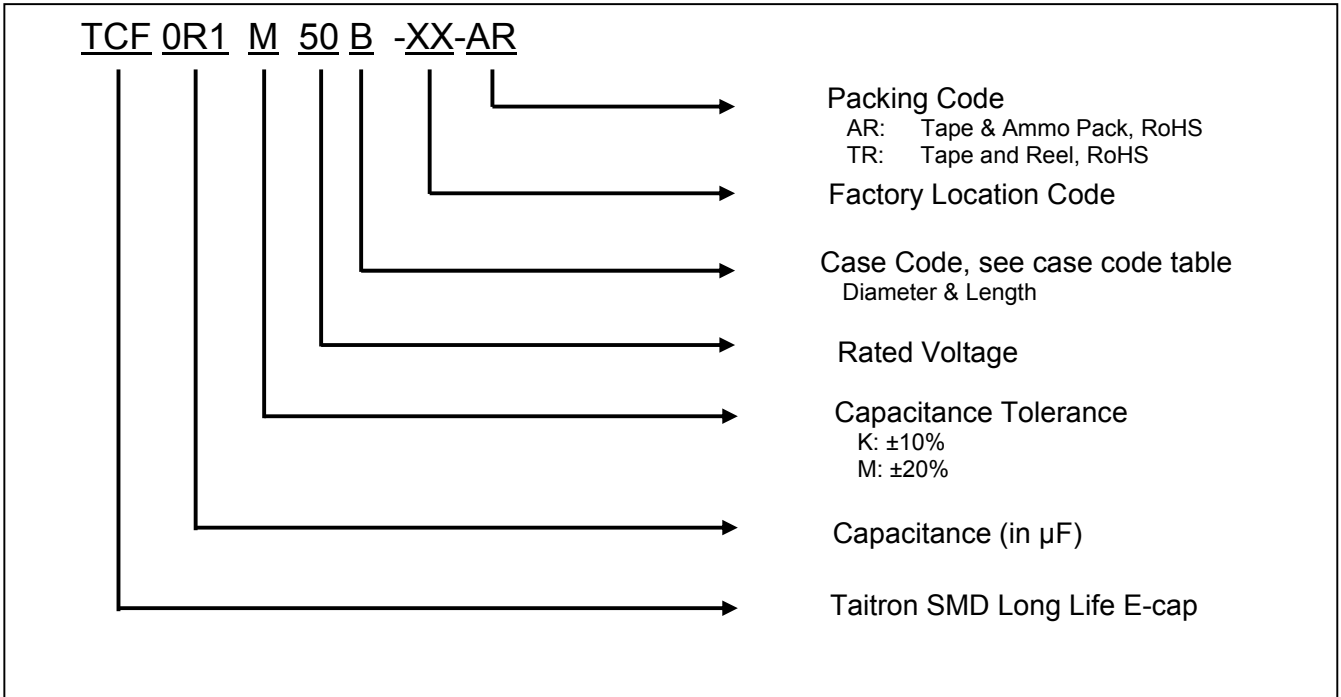 TCF 0R1 M 50 B -XX-AR
Packing Code
AR: Tape & Ammo Pack, RoHS
TR: Tape and Reel, RoHS
Factory Location Code
Case Code, see case code table
Diameter & Length
Rated Voltage
Capacitance Tolerance
K: ±10%
M: ±20%
Capacitance (in µF)
Taitron SMD Long Life E-cap